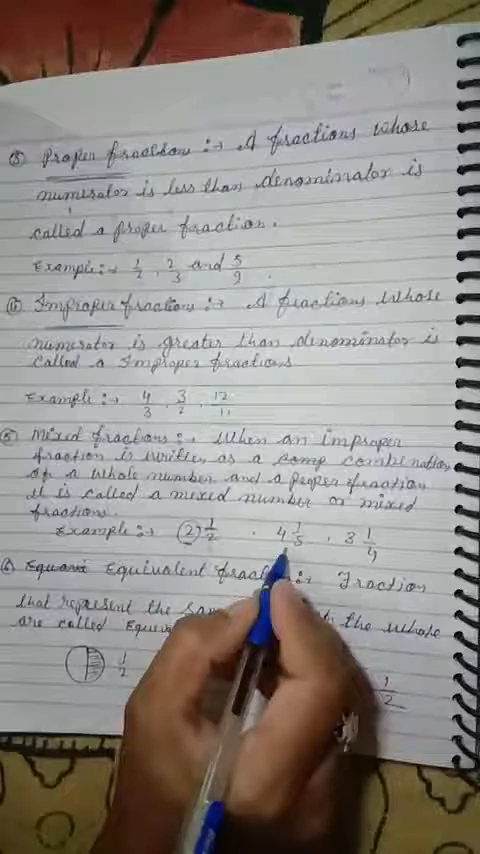 ③ Proper fraction :→ A fractions whose
numerator is less than denominator is
called a proper fraction.
Example :→ 1/2, 2/3 and 5/9.
④ Improper fraction :→ A fractions whose
numerator is greater than denominator is
called a Improper fractions
Example :→ 4/3, 3/2, 12/11
⑤ Mixed fractions :→ When an improper
fraction is written as a comp combination
of a whole number and a proper fraction
it is called a mixed number or mixed
fractions.
Example :→ ② 1/2, 4 1/5, 3 1/4
Equivalent fraction :→ Fraction
that represent the the whole
are called
1/2 1/2